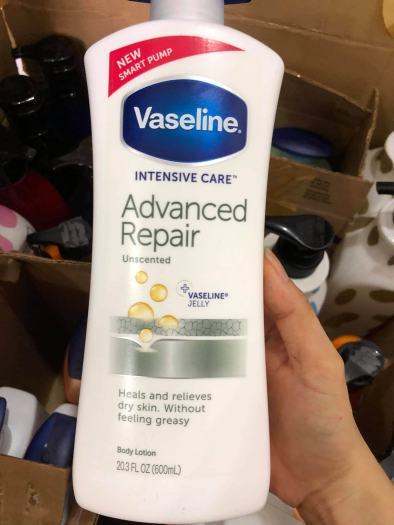 NEW
SMART PUMP
Vaseline®
INTENSIVE CARE™
Advanced
Repair
Unscented
VASELINE®
JELLY
Heals and relieves
dry skin. Without
feeling greasy
Body Lotion
20.3 FL OZ (600mL)